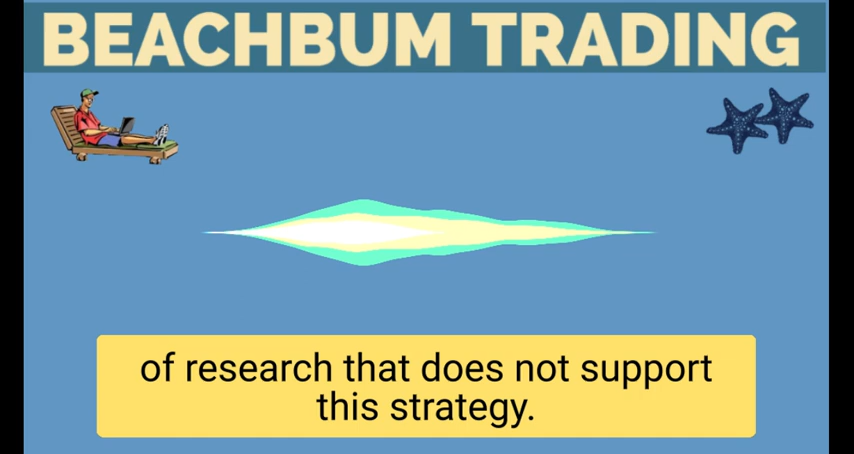 BEACHBUM TRADING
of research that does not support
this strategy.